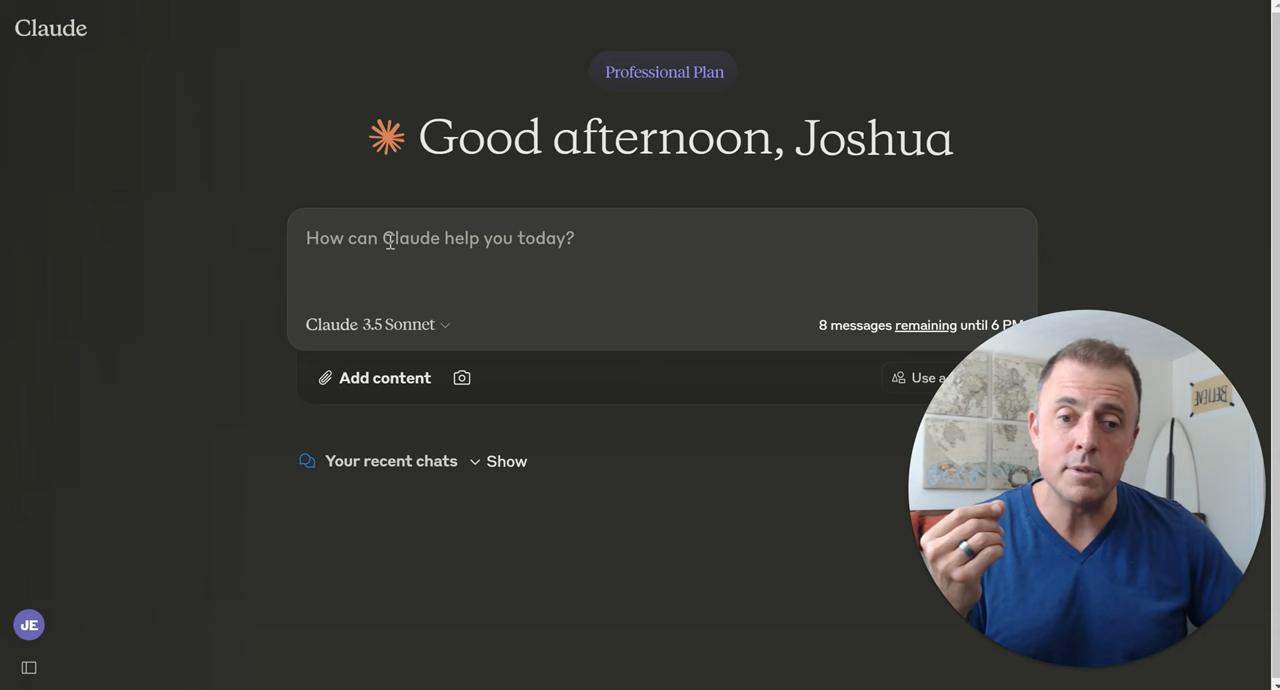 Claude
Professional Plan
Good afternoon, Joshua
How can Claude help you today?
Claude 3.5 Sonnet
8 messages remaining until 6 PM
Add content
Use a
BELIEVE
Your recent chats
Show
JE